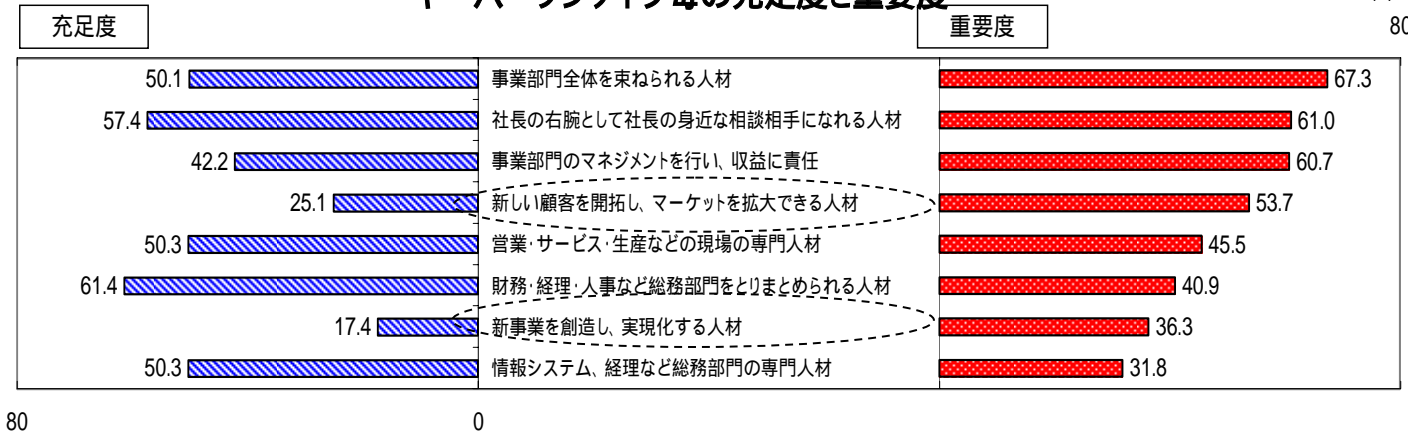 充足度
重要度
80
50.1 事業部門全体を束ねられる人材 67.3
57.4 社長の右腕として社長の身近な相談相手になれる人材 61.0
42.2 事業部門のマネジメントを行い、収益に責任 60.7
25.1 新しい顧客を開拓し、マーケットを拡大できる人材 53.7
50.3 営業・サービス・生産などの現場の専門人材 45.5
61.4 財務・経理・人事など総務部門をとりまとめられる人材 40.9
17.4 新事業を創造し、実現化する人材 36.3
50.3 情報システム、経理など総務部門の専門人材 31.8
80 0